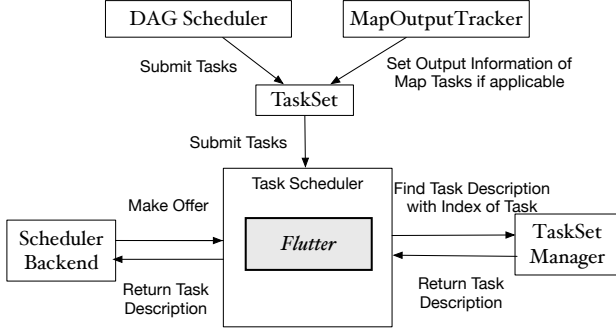 DAG Scheduler
MapOutputTracker
Submit Tasks
Set Output Information of
Map Tasks if applicable
TaskSet
Submit Tasks
Task Scheduler
Find Task Description
with Index of Task
Make Offer
Flutter
Scheduler
Backend
TaskSet
Manager
Return Task
Description
Return Task
Description